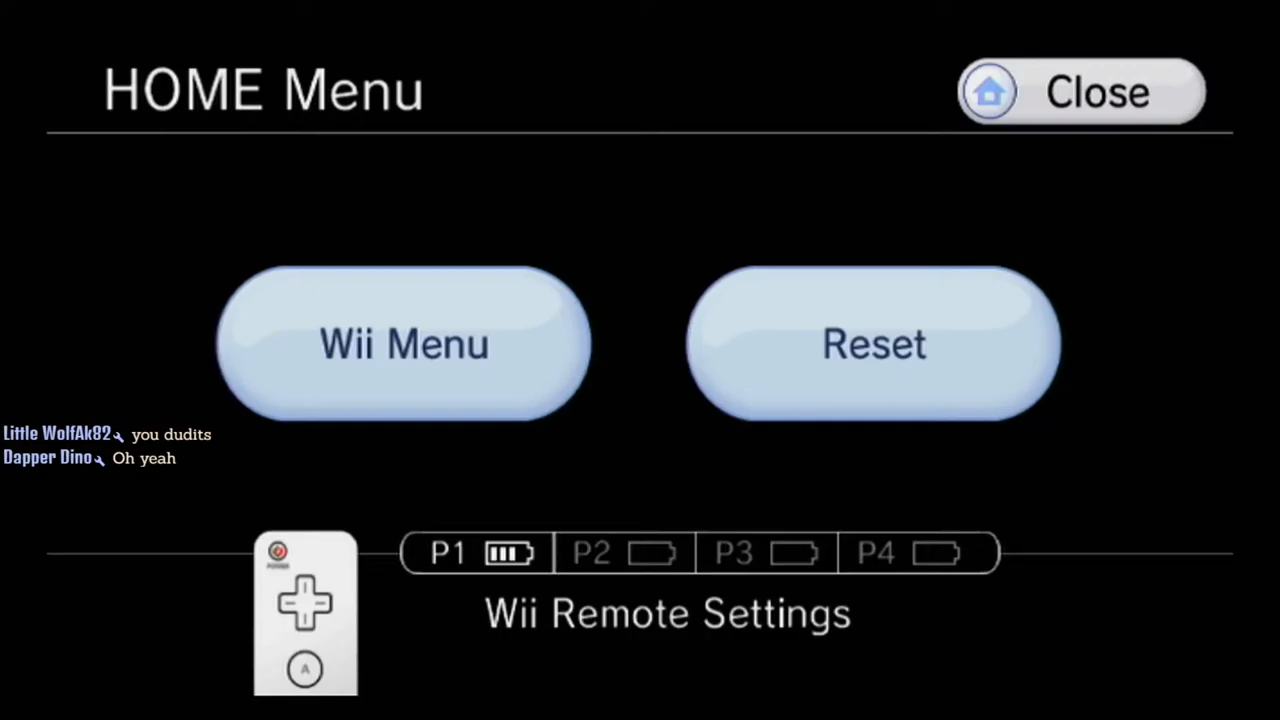 HOME Menu
Close
Wii Menu
Reset
Little WolfAk82 you dudits
Dapper Dino Oh yeah
POWER
P1 P2 P3 P4
A
Wii Remote Settings